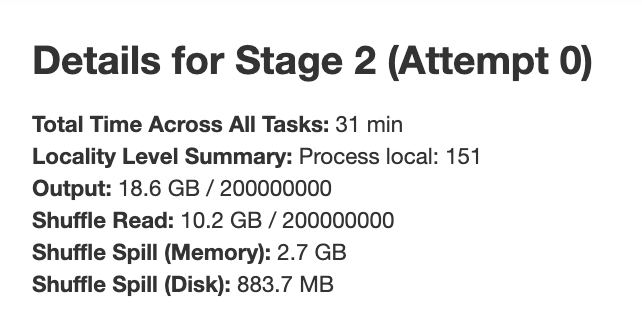 Details for Stage 2 (Attempt 0)
Total Time Across All Tasks: 31 min
Locality Level Summary: Process local: 151
Output: 18.6 GB / 200000000
Shuffle Read: 10.2 GB / 200000000
Shuffle Spill (Memory): 2.7 GB
Shuffle Spill (Disk): 883.7 MB